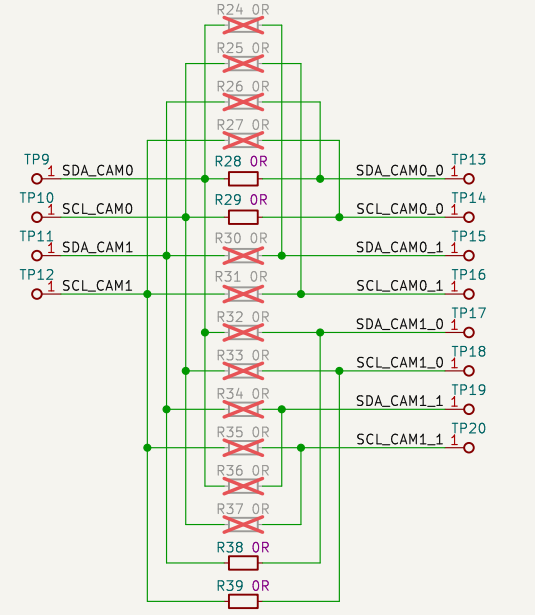 R24 0R
R25 0R
R26 0R
R27 0R
TP9 1 SDA_CAM0 R28 0R SDA_CAM0_0 1 TP13
TP10 1 SCL_CAM0 R29 0R SCL_CAM0_0 1 TP14
TP11 1 SDA_CAM1 R30 0R SDA_CAM0_1 1 TP15
TP12 1 SCL_CAM1 R31 0R SCL_CAM0_1 1 TP16
R32 0R SDA_CAM1_0 1 TP17
R33 0R SCL_CAM1_0 1 TP18
R34 0R SDA_CAM1_1 1 TP19
R35 0R SCL_CAM1_1 1 TP20
R36 0R
R37 0R
R38 0R
R39 0R